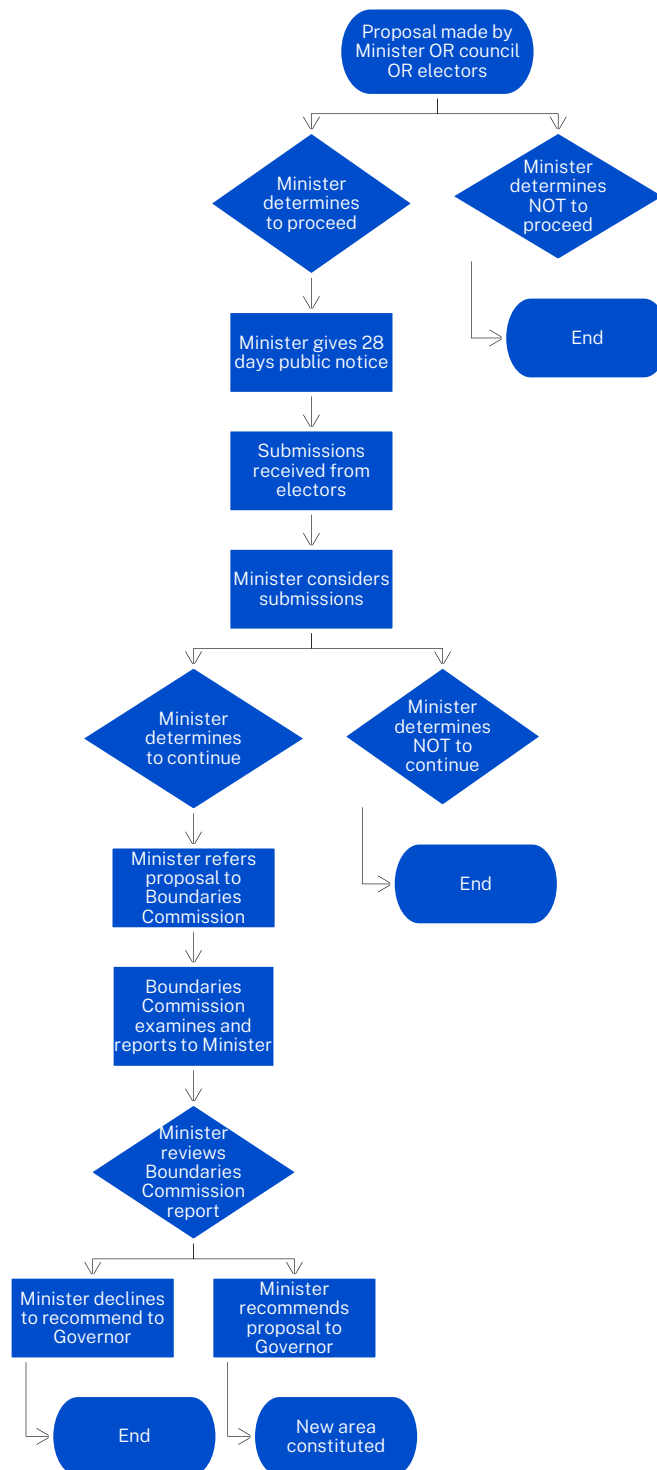 Proposal made by
Minister OR council
OR electors
Minister
determines
to proceed
Minister
determines
NOT to
proceed
Minister gives 28
days public notice
End
Submissions
received from
electors
Minister considers
submissions
Minister
determines
to continue
Minister
determines
NOT to
continue
Minister refers
proposal to
Boundaries
Commission
End
Boundaries
Commission
examines and
reports to Minister
Minister
reviews
Boundaries
Commission
report
Minister declines
to recommend to
Governor
Minister
recommends
proposal to
Governor
End
New area
constituted